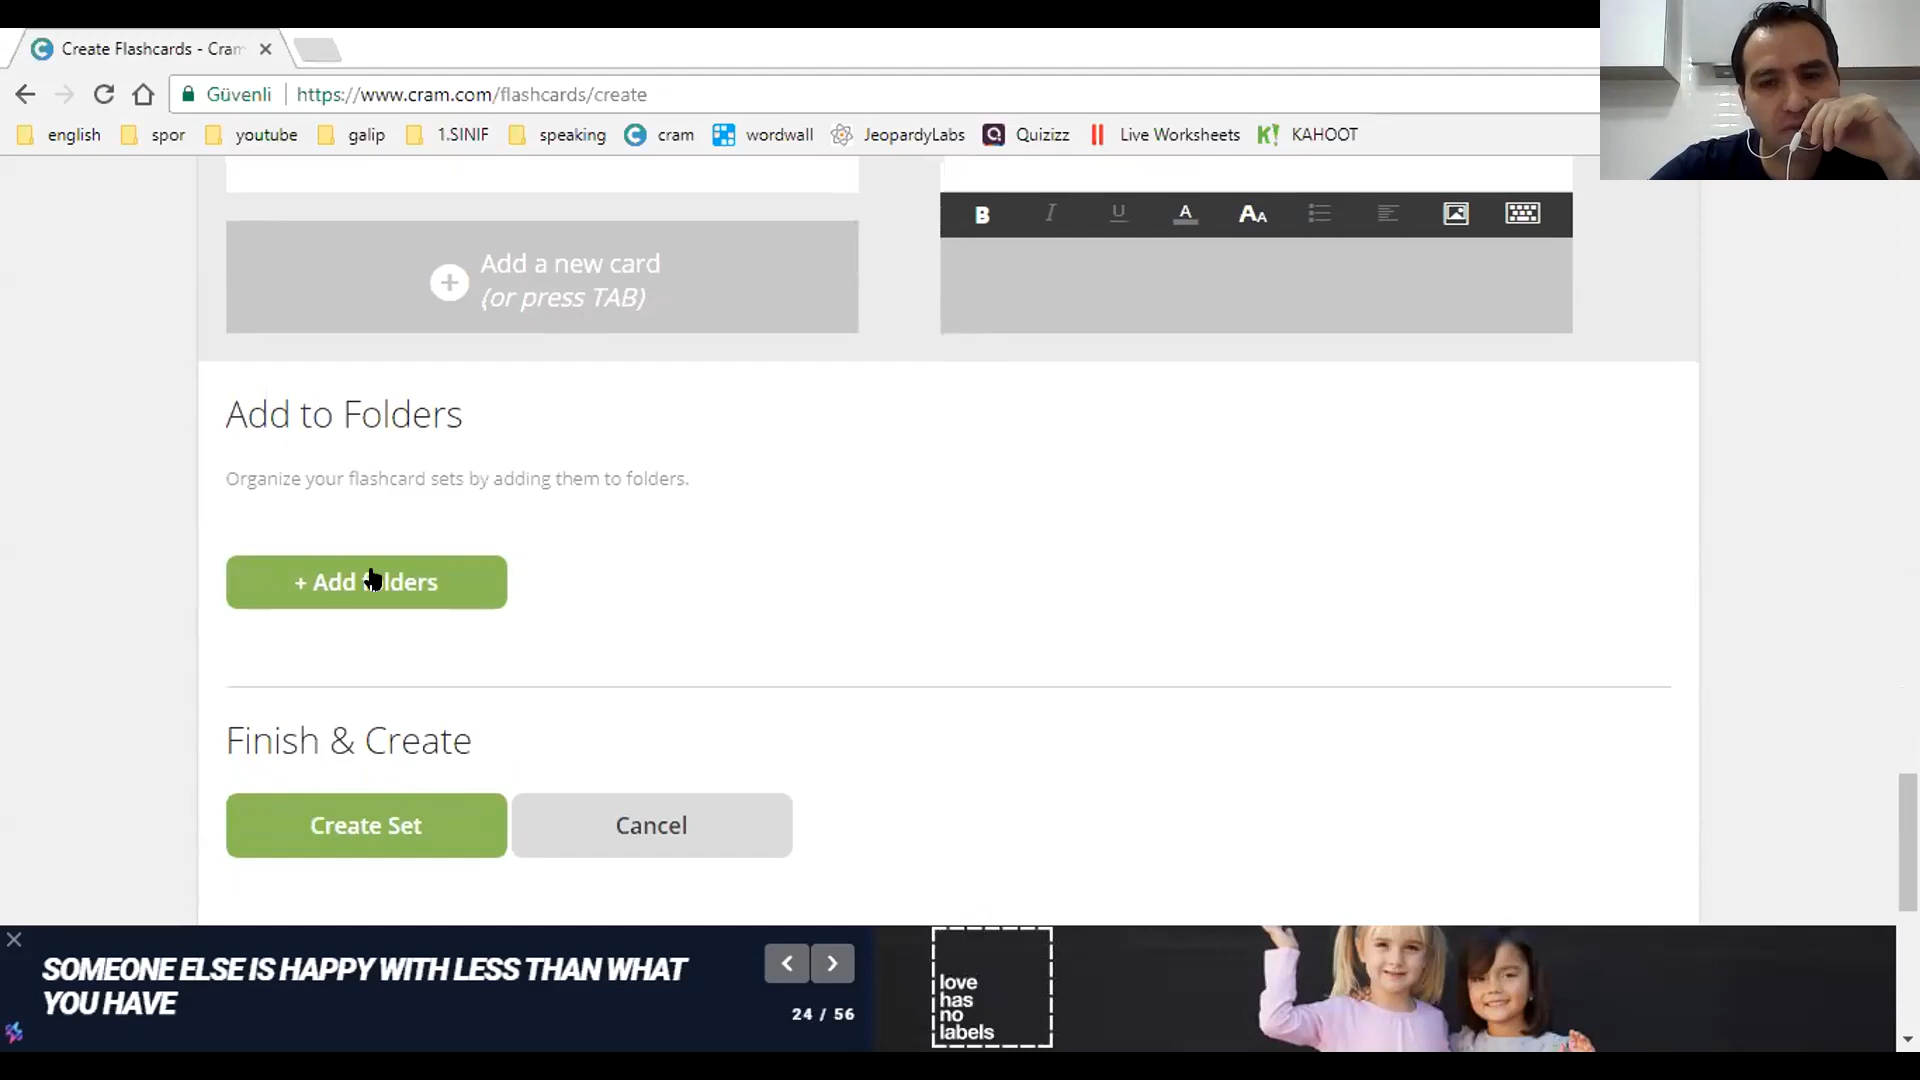 Create Flashcards - Cram
Güvenli
https://www.cram.com/flashcards/create
english
spor
youtube
galip
1.SINIF
speaking
cram
wordwall
JeopardyLabs
Quizizz
Live Worksheets
K! KAHOOT
B I U A AA
Add a new card
(or press TAB)
Add to Folders
Organize your flashcard sets by adding them to folders.
+ Add folders
Finish & Create
Create Set
Cancel
SOMEONE ELSE IS HAPPY WITH LESS THAN WHAT
YOU HAVE
24 / 56
love
has
no
labels